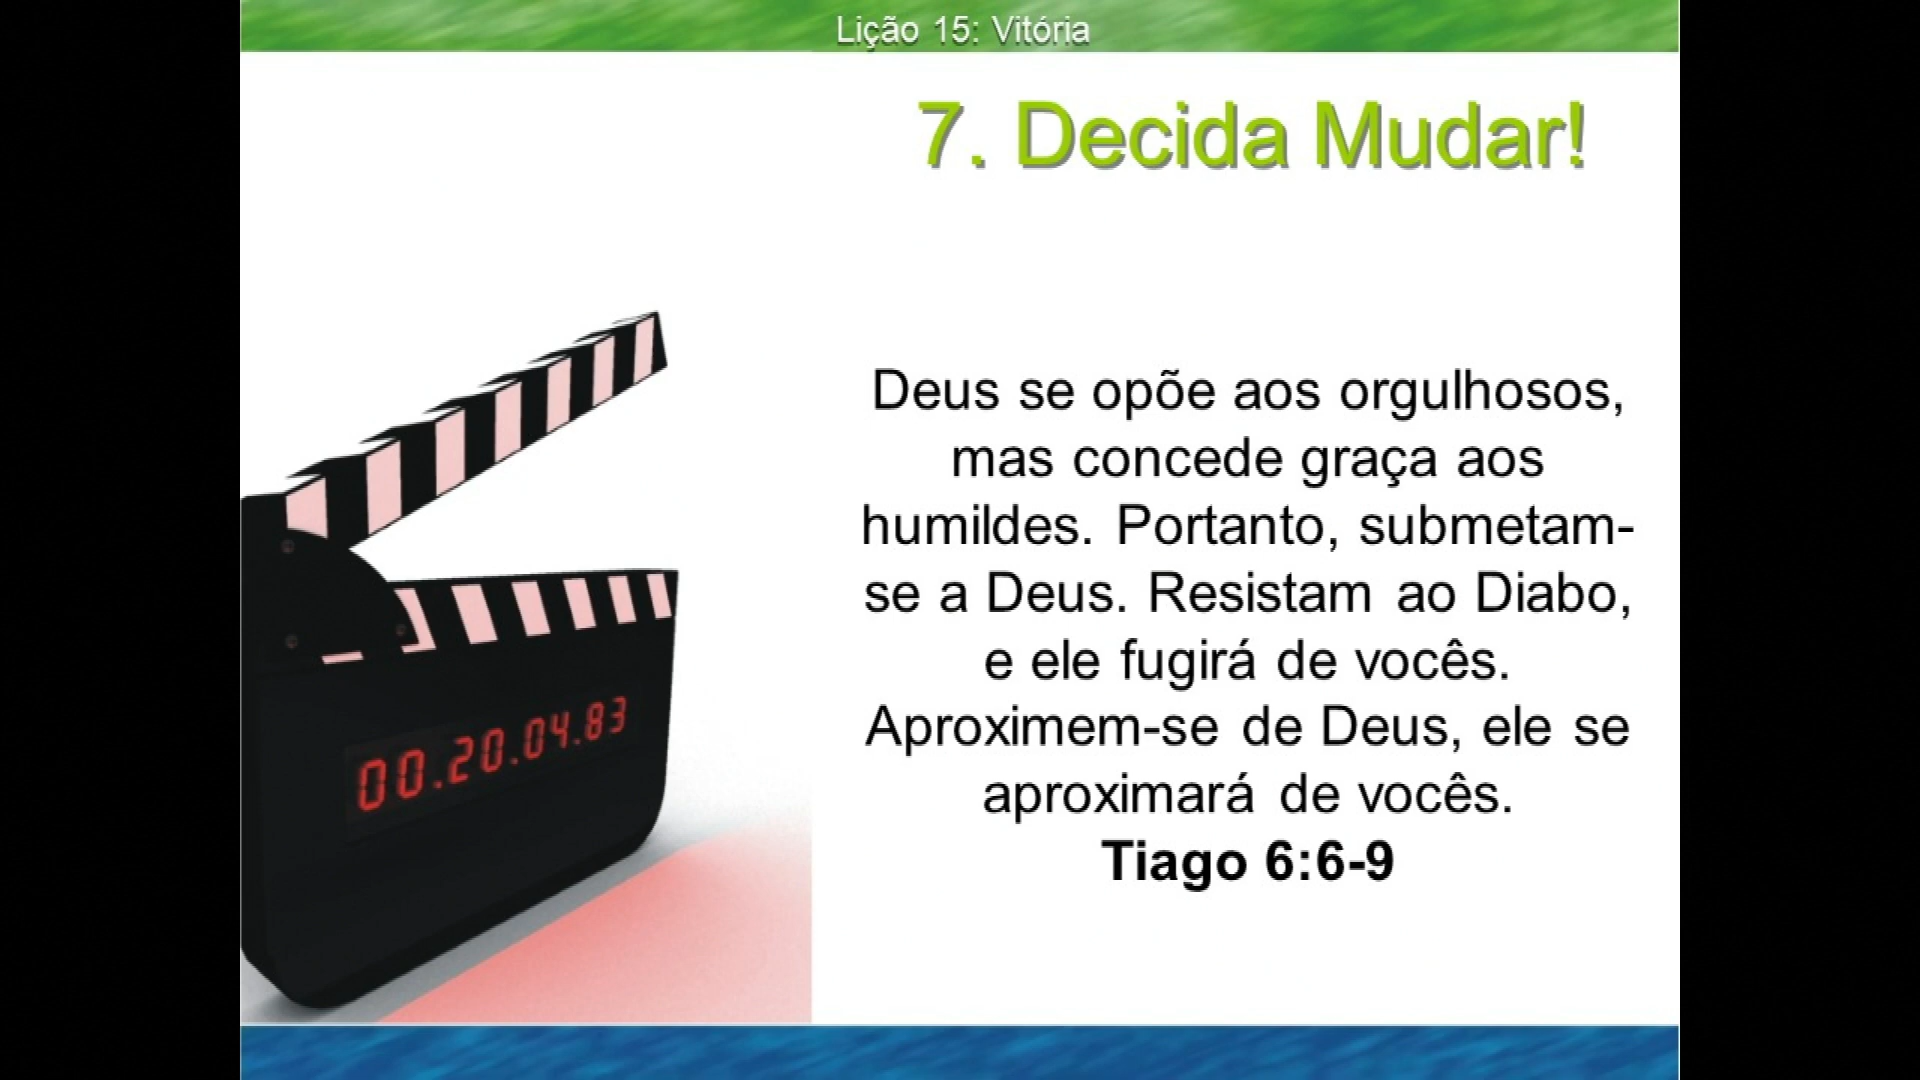 Lição 15: Vitória
7. Decida Mudar!
Deus se opõe aos orgulhosos,
mas concede graça aos
humildes. Portanto, submetam-
se a Deus. Resistam ao Diabo,
e ele fugirá de vocês.
Aproximem-se de Deus, ele se
aproximará de vocês.
Tiago 6:6-9
00.20.04.83